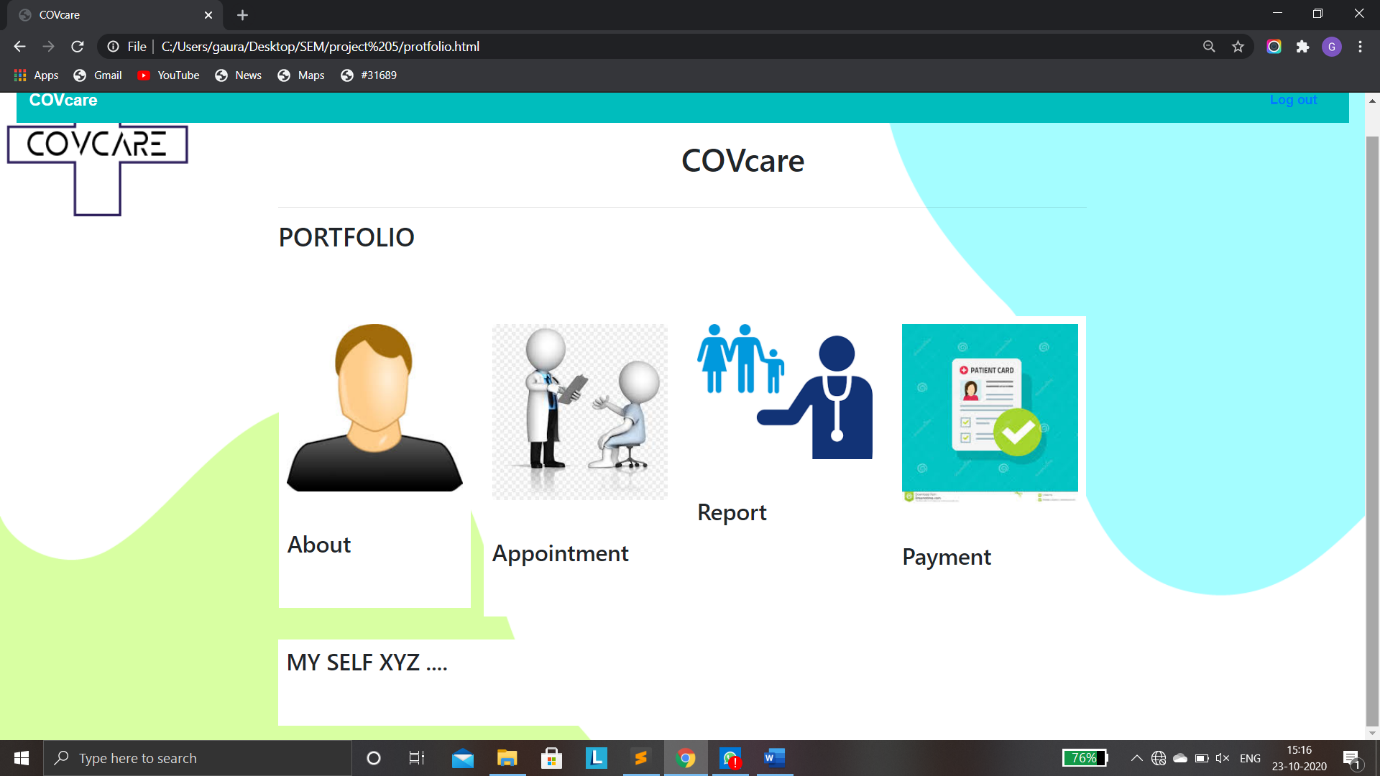 COVcare
File | C:/Users/gaura/Desktop/SEM/project%205/protfolio.html
G
Apps Gmail YouTube News Maps #31689
COVcare Log out
COVCARE
COVcare
PORTFOLIO
PATIENT CARD
About
Appointment
Report
Payment
MY SELF XYZ ....
Type here to search
L
W
76%
ENG
15:16
23-10-2020
1